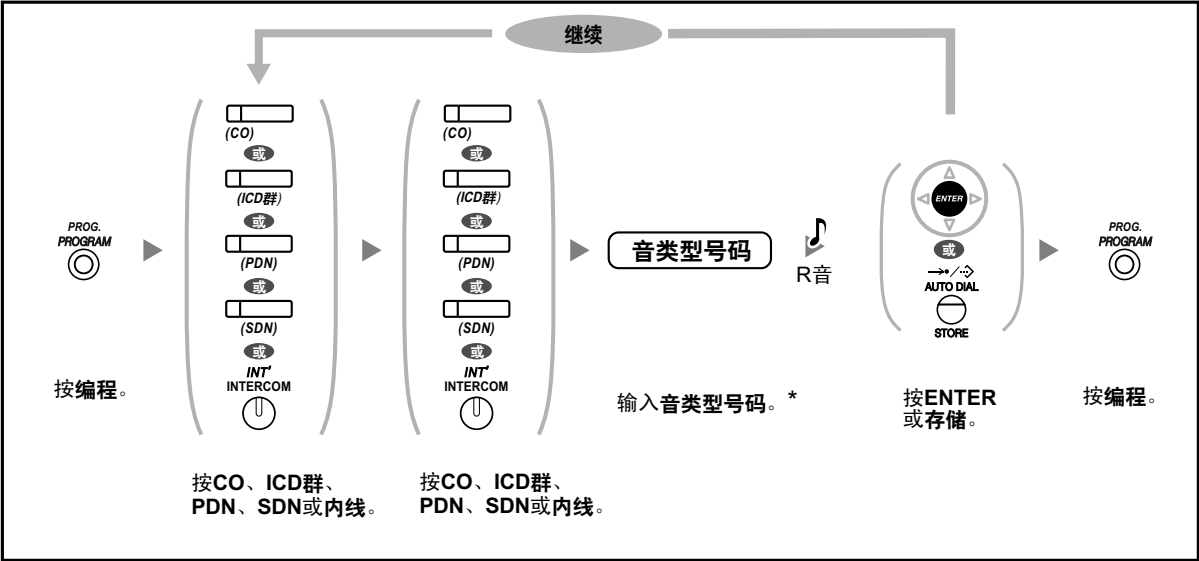 继续
PROG.
PROGRAM
按编程。
(CO)
或
(ICD群)
或
(PDN)
或
(SDN)
或
INT'
INTERCOM
按CO、ICD群、
PDN、SDN或内线。
(CO)
或
(ICD群)
或
(PDN)
或
(SDN)
或
INT'
INTERCOM
按CO、ICD群、
PDN、SDN或内线。
音类型号码
输入音类型号码。*
R音
ENTER
或
AUTO DIAL
STORE
按ENTER
或存储。
PROG.
PROGRAM
按编程。